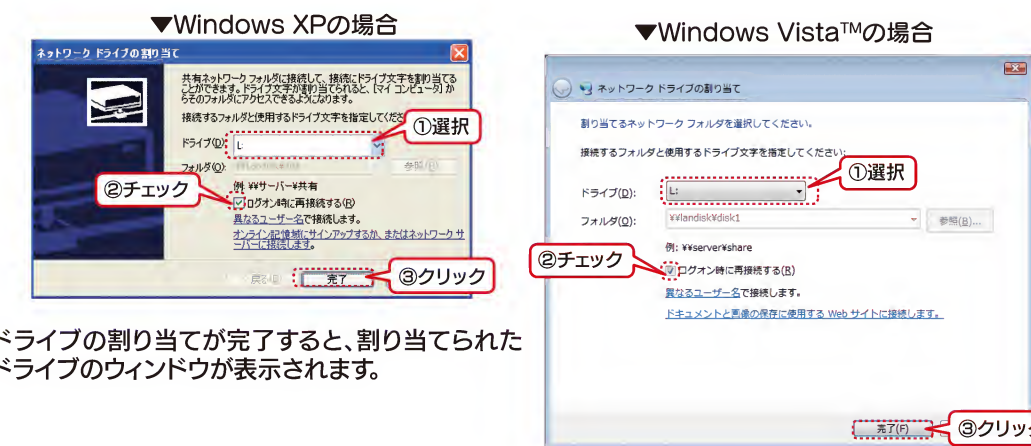 ▼Windows XPの場合
ネットワーク ドライブの割り当て
共有ネットワーク フォルダに接続して、接続にドライブ文字を割り当てる
ことができます。ドライブ文字が割り当てられると、[マイ コンピュータ] か
らそのフォルダにアクセスできるようになります。
接続するフォルダと使用するドライブ文字を指定してくださ
①選択
ドライブ(D):
L:
フォルダ(O):
参照(B)
②チェック
例: ¥¥サーバー¥共有
ログオン時に再接続する(R)
異なるユーザー名で接続します。
オンライン記憶域にサインアップするか、またはネットワーク サ
ーバーに接続します。
完了
③クリック
ドライブの割り当てが完了すると、割り当てられた
ドライブのウィンドウが表示されます。
▼Windows Vista™の場合
ネットワーク ドライブの割り当て
割り当てるネットワーク フォルダを選択してください。
接続するフォルダと使用するドライブ文字を指定してください:
①選択
ドライブ(D):
L:
フォルダ(O):
¥¥landisk¥disk1
参照(B)...
例: ¥¥server¥share
②チェック
ログオン時に再接続する(R)
異なるユーザー名で接続します。
ドキュメントと画像の保存に使用する Web サイトに接続します。
完了(F)
③クリッ